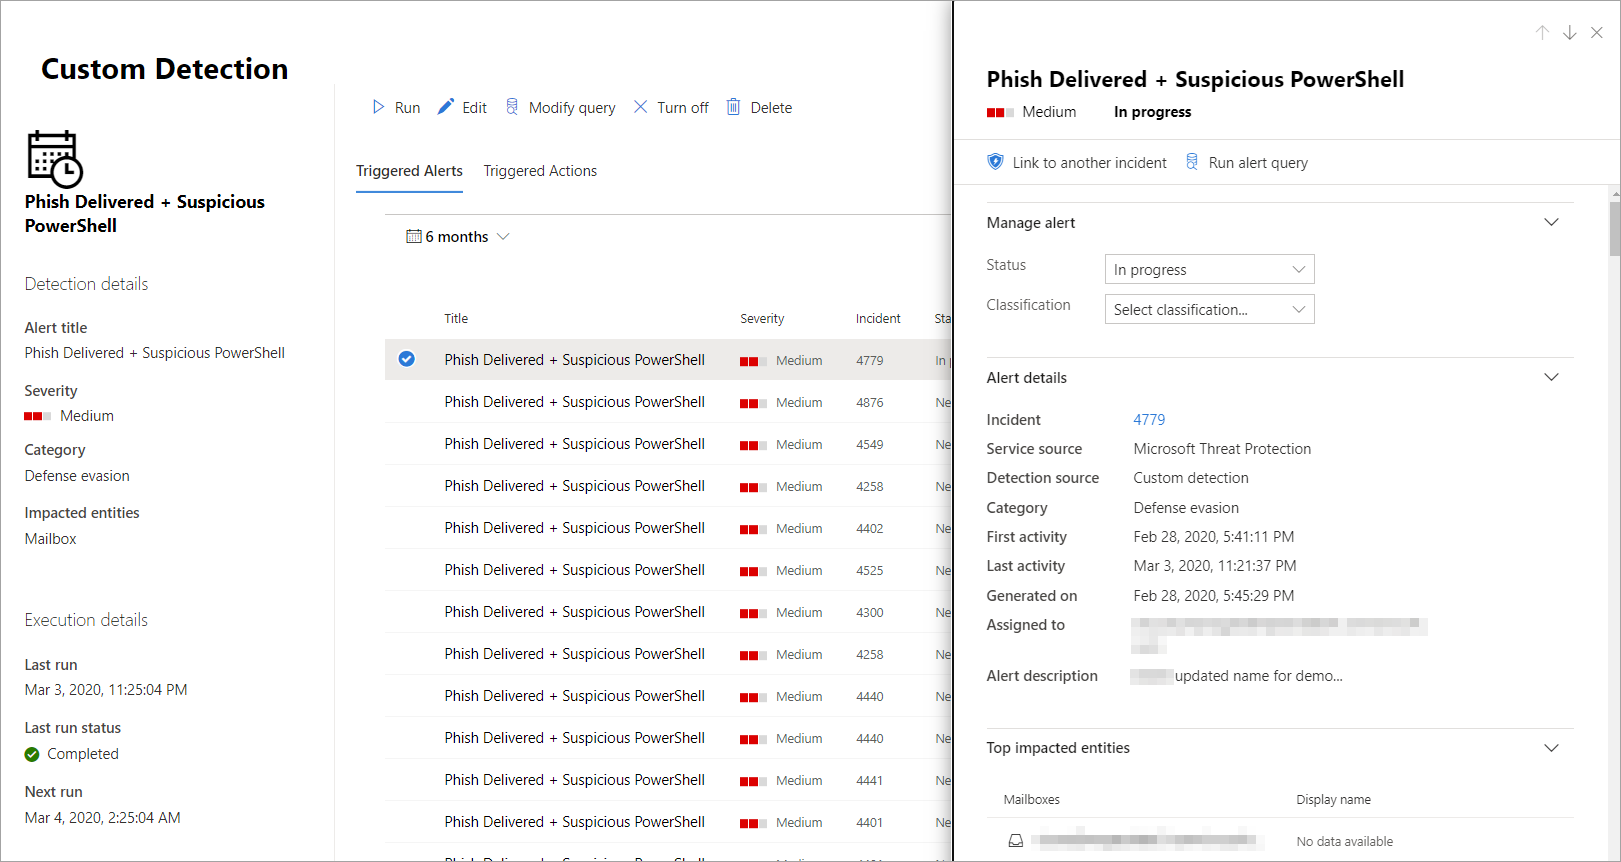 Custom Detection
Phish Delivered + Suspicious
PowerShell
Detection details
Alert title
Phish Delivered + Suspicious PowerShell
Severity
Medium
Category
Defense evasion
Impacted entities
Mailbox
Execution details
Last run
Mar 3, 2020, 11:25:04 PM
Last run status
Completed
Next run
Mar 4, 2020, 2:25:04 AM
Run Edit Modify query Turn off Delete
Triggered Alerts Triggered Actions
6 months
Title Severity Incident Sta
Phish Delivered + Suspicious PowerShell Medium 4779 In p
Phish Delivered + Suspicious PowerShell Medium 4876 Ne
Phish Delivered + Suspicious PowerShell Medium 4549 Ne
Phish Delivered + Suspicious PowerShell Medium 4258 Ne
Phish Delivered + Suspicious PowerShell Medium 4402 Ne
Phish Delivered + Suspicious PowerShell Medium 4525 Ne
Phish Delivered + Suspicious PowerShell Medium 4300 Ne
Phish Delivered + Suspicious PowerShell Medium 4258 Ne
Phish Delivered + Suspicious PowerShell Medium 4440 Ne
Phish Delivered + Suspicious PowerShell Medium 4440 Ne
Phish Delivered + Suspicious PowerShell Medium 4441 Ne
Phish Delivered + Suspicious PowerShell Medium 4401 Ne
Phish Delivered + Suspicious PowerShell
Phish Delivered + Suspicious PowerShell
Medium In progress
Link to another incident Run alert query
Manage alert
Status In progress
Classification Select classification...
Alert details
Incident 4779
Service source Microsoft Threat Protection
Detection source Custom detection
Category Defense evasion
First activity Feb 28, 2020, 5:41:11 PM
Last activity Mar 3, 2020, 11:21:37 PM
Generated on Feb 28, 2020, 5:45:29 PM
Assigned to
Alert description updated name for demo...
Top impacted entities
Mailboxes Display name
No data available